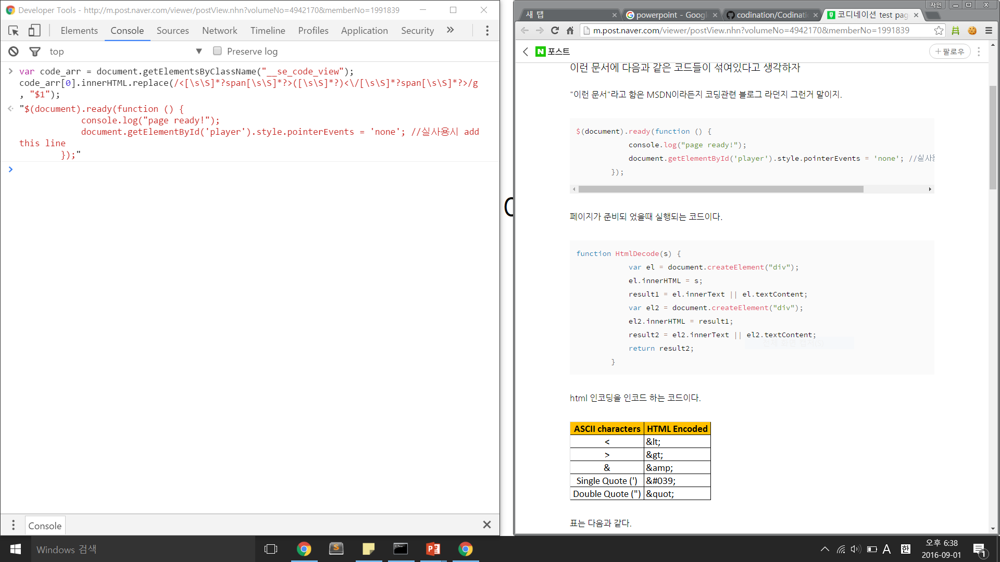 Developer Tools - http://m.post.naver.com/viewer/postView.nhn?volumeNo=4942170&memberNo=1991839
Elements Console Sources Network Timeline Profiles Application Security »
top ▼ Preserve log
var code_arr = document.getElementsByClassName("__se_code_view");
code_arr[0].innerHTML.replace(/<[\s\S]*?span[\s\S]*?>([\s\S]*?)<\/[\s\S]*?span[\s\S]*?>/g
, "$1");
"$(document).ready(function () {
console.log("page ready!");
document.getElementById('player').style.pointerEvents = 'none'; //실사용시 add
this line
});"
Console
자민
새 탭
powerpoint - Googl
codination/Codinati
코디네이션 test pag
m.post.naver.com/viewer/postView.nhn?volumeNo=4942170&memberNo=1991839
N 포스트
+팔로우
이런 문서에 다음과 같은 코드들이 섞여있다고 생각하자
"이런 문서"라고 함은 MSDN이라든지 코딩관련 블로그 라던지 그런거 말이지.
$(document).ready(function () {
console.log("page ready!");
document.getElementById('player').style.pointerEvents = 'none'; //실사용
});
페이지가 준비되 었을때 실행되는 코드이다.
function HtmlDecode(s) {
var el = document.createElement("div");
el.innerHTML = s;
result1 = el.innerText || el.textContent;
var el2 = document.createElement("div");
el2.innerHTML = result1;
result2 = el2.innerText || el2.textContent;
return result2;
}
html 인코딩을 인코드 하는 코드이다.
ASCII characters HTML Encoded
< &lt;
> &gt;
& &amp;
Single Quote (') &#039;
Double Quote (") &quot;
표는 다음과 같다.
Windows 검색
A 한
오후 6:38
2016-09-01
1